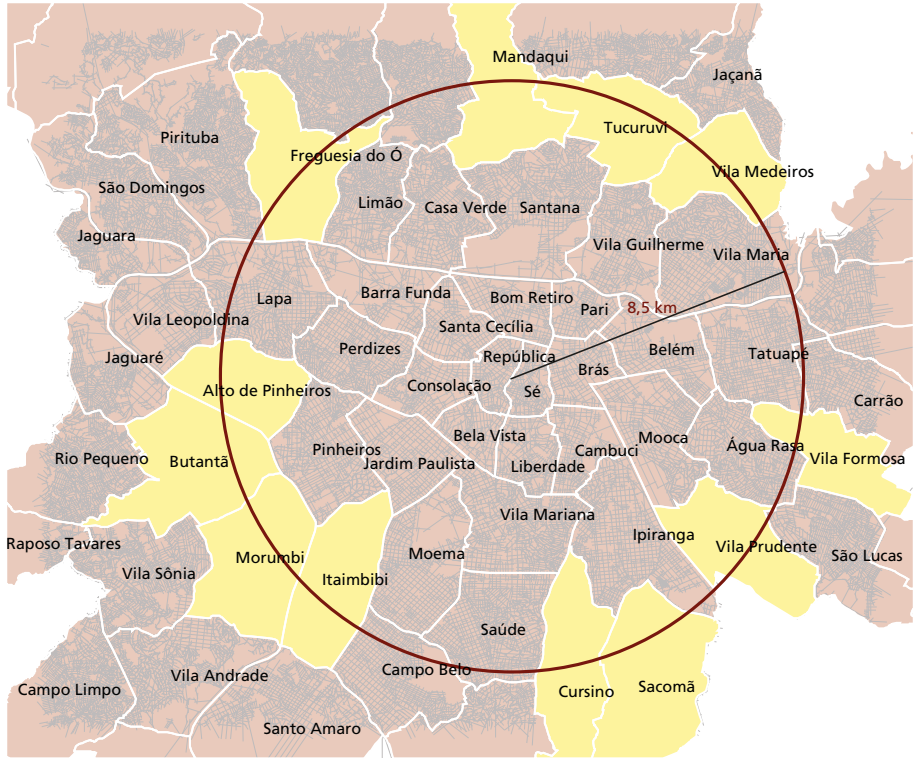 Mandaqui
Jaçanã
Tucuruvi
Pirituba
Freguesia do Ó
Vila Medeiros
São Domingos
Limão
Casa Verde
Santana
Jaguara
Vila Guilherme
Vila Maria
Lapa
Barra Funda
Bom Retiro
Pari
8,5 km
Vila Leopoldina
Santa Cecília
Perdizes
República
Belém
Tatuapé
Jaguaré
Brás
Alto de Pinheiros
Consolação
Sé
Carrão
Bela Vista
Mooca
Água Rasa
Rio Pequeno
Butantã
Pinheiros
Jardim Paulista
Liberdade
Cambuci
Vila Formosa
Vila Mariana
Ipiranga
Raposo Tavares
Vila Sônia
Morumbi
Itaimbibi
Moema
Vila Prudente
São Lucas
Saúde
Campo Limpo
Vila Andrade
Campo Belo
Cursino
Sacomã
Santo Amaro